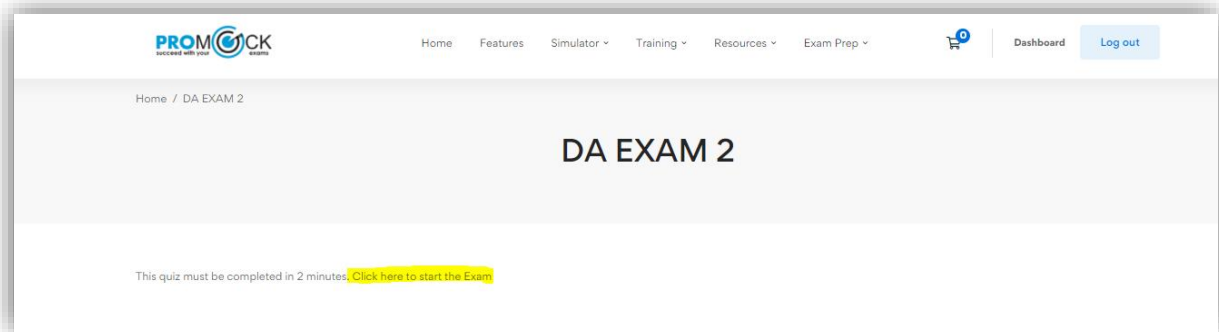 PROMOCK
succeed with your exams
Home Features Simulator Training Resources Exam Prep 0 Dashboard Log out
Home / DA EXAM 2
DA EXAM 2
This quiz must be completed in 2 minutes. Click here to start the Exam